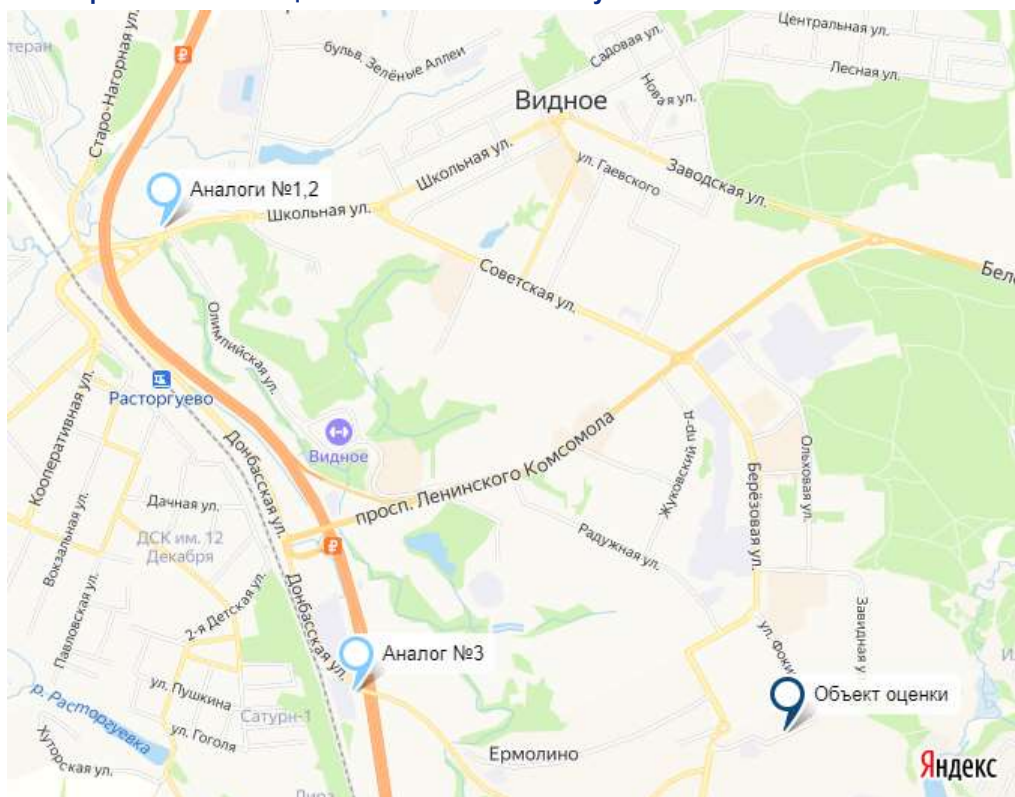 Центральная ул.
Садовая ул.
теран
бульв. Зелёные Аллеи
Лесная ул.
Новая ул.
Старо-Нагорная ул.
Видное
Школьная ул.
ул. Гаевского
Заводская ул.
Аналоги №1,2
Школьная ул.
Советская ул.
Бело
Олимпийская ул.
Расторгуево
Кооперативная ул.
Видное
Донбасская ул.
просп. Ленинского Комсомола
Жуковский пр-д
Ольховая ул.
Берёзовая ул.
Дачная ул.
Вокзальная ул.
ДСК им. 12
Декабря
Радужная ул.
Павловская ул.
2-я Детская ул.
Донбасская ул.
Завидная у
ул. Фоки
Аналог №3
ул. Пушкина
Объект оценки
р. Расторгуевка
Сатурн-1
ул. Гоголя
Хуторская ул.
Ермолино
Яндекс